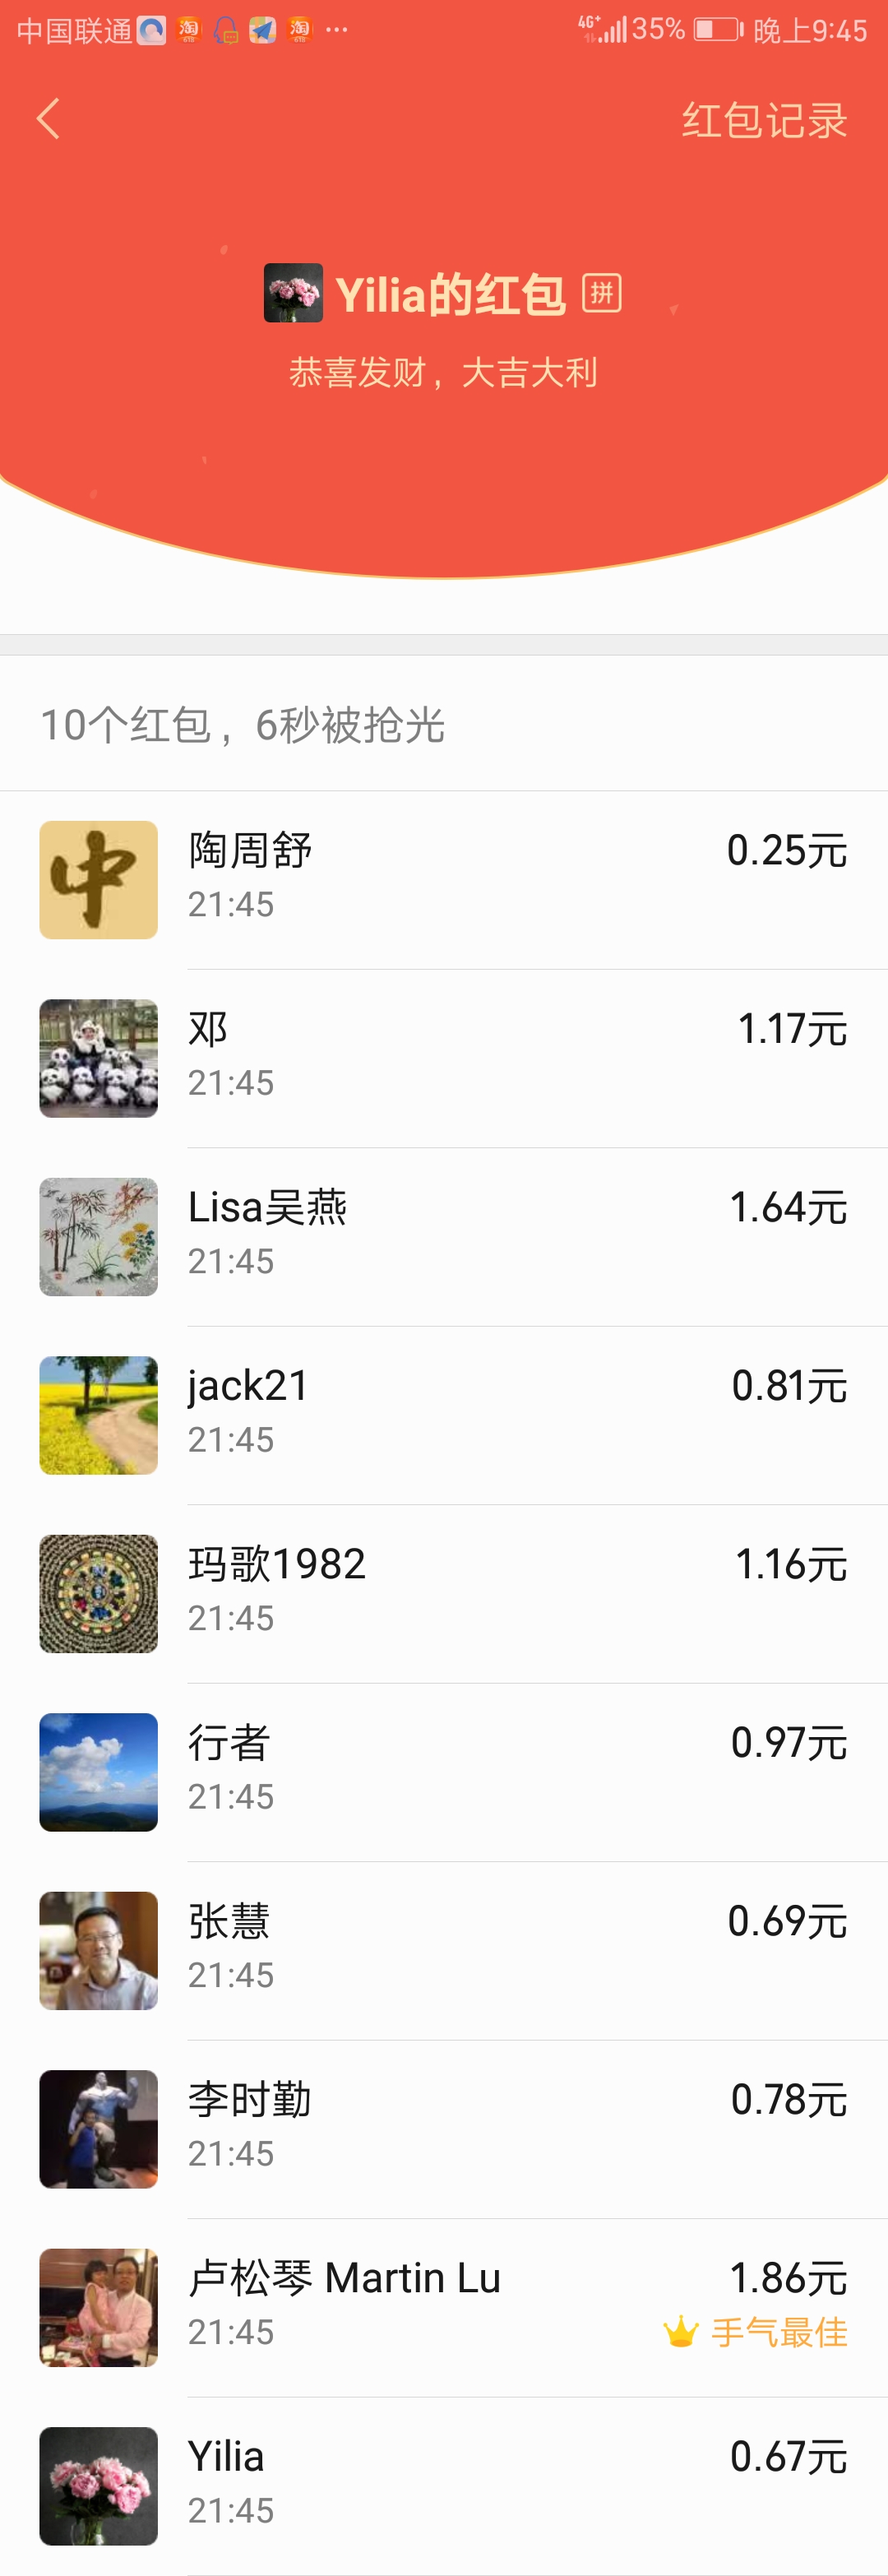 中国联通 淘 618 淘 618 ... 4G+ 35% 晚上9:45
红包记录
Yilia的红包 拼
恭喜发财，大吉大利
10个红包，6秒被抢光
中
陶周舒 0.25元
21:45
邓 1.17元
21:45
Lisa吴燕 1.64元
21:45
jack21 0.81元
21:45
玛歌1982 1.16元
21:45
行者 0.97元
21:45
张慧 0.69元
21:45
李时勤 0.78元
21:45
卢松琴 Martin Lu 1.86元
21:45 手气最佳
Yilia 0.67元
21:45